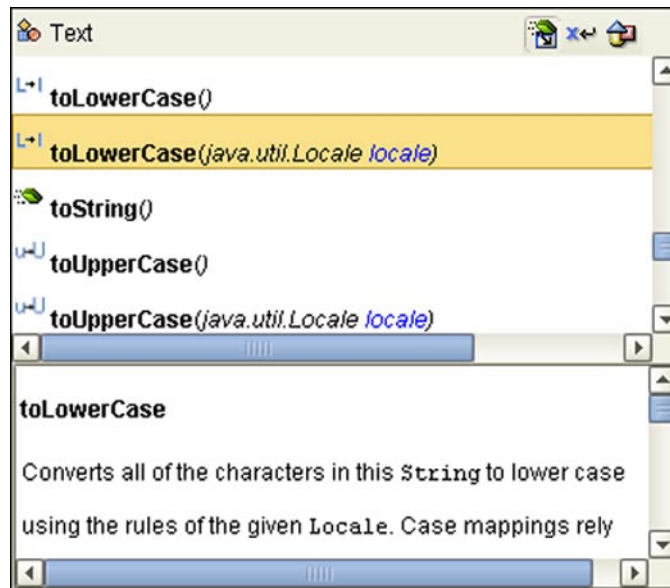 Text
toLowerCase()
toLowerCase(java.util.Locale locale)
toString()
toUpperCase()
toUpperCase(java.util.Locale locale)
toLowerCase
Converts all of the characters in this String to lower case
using the rules of the given Locale. Case mappings rely